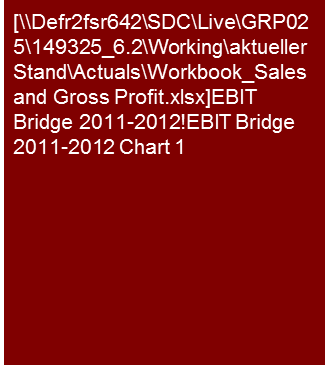 [\\Defr2fsr642\SDC\Live\GRP02
5\149325_6.2\Working\aktueller
Stand\Actuals\Workbook_Sales
and Gross Profit.xlsx]EBIT
Bridge 2011-2012!EBIT Bridge
2011-2012 Chart 1